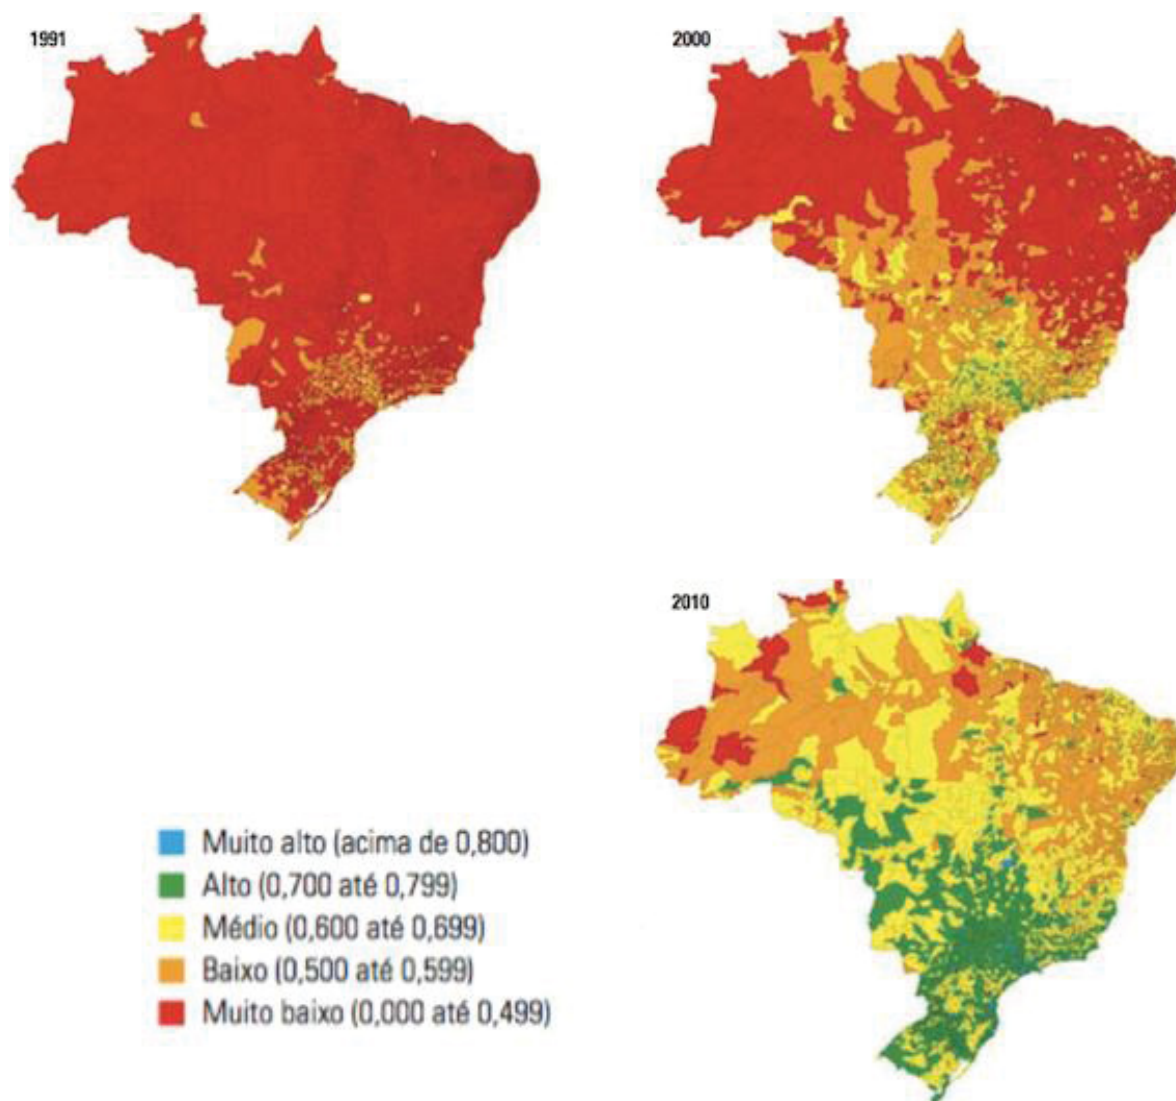 1991
2000
2010
Muito alto (acima de 0,800)
Alto (0,700 até 0,799)
Médio (0,600 até 0,699)
Baixo (0,500 até 0,599)
Muito baixo (0,000 até 0,499)